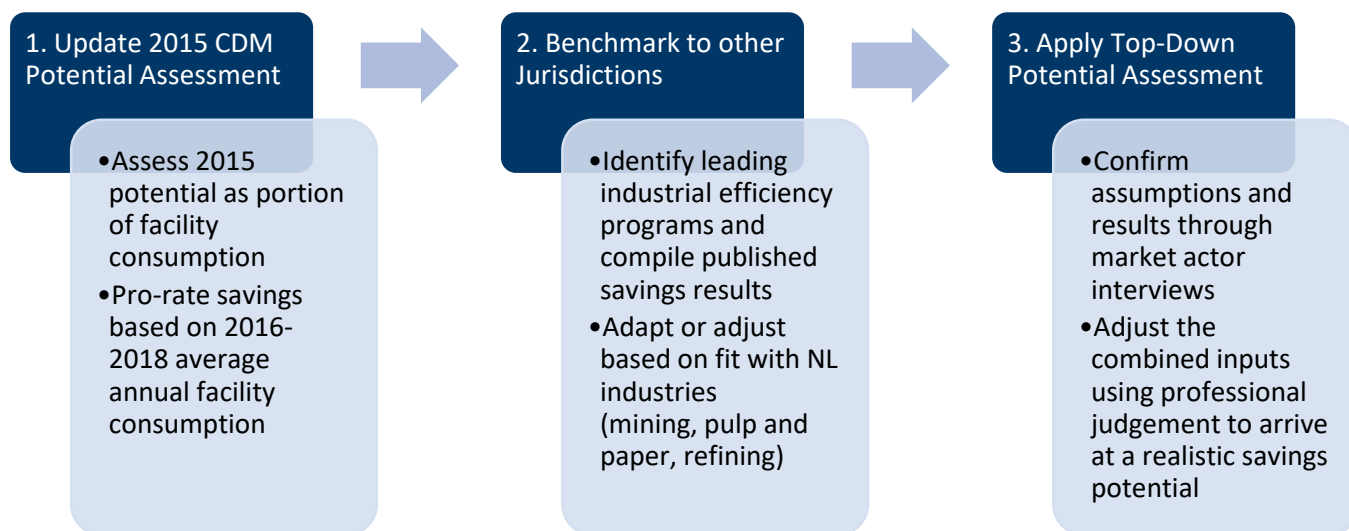 1. Update 2015 CDM
Potential Assessment
•Assess 2015
potential as portion
of facility
consumption
•Pro-rate savings
based on 2016-
2018 average
annual facility
consumption
2. Benchmark to other
Jurisdictions
•Identify leading
industrial efficiency
programs and
compile published
savings results
•Adapt or adjust
based on fit with NL
industries
(mining, pulp and
paper, refining)
3. Apply Top-Down
Potential Assessment
•Confirm
assumptions and
results through
market actor
interviews
•Adjust the
combined inputs
using professional
judgement to arrive
at a realistic savings
potential